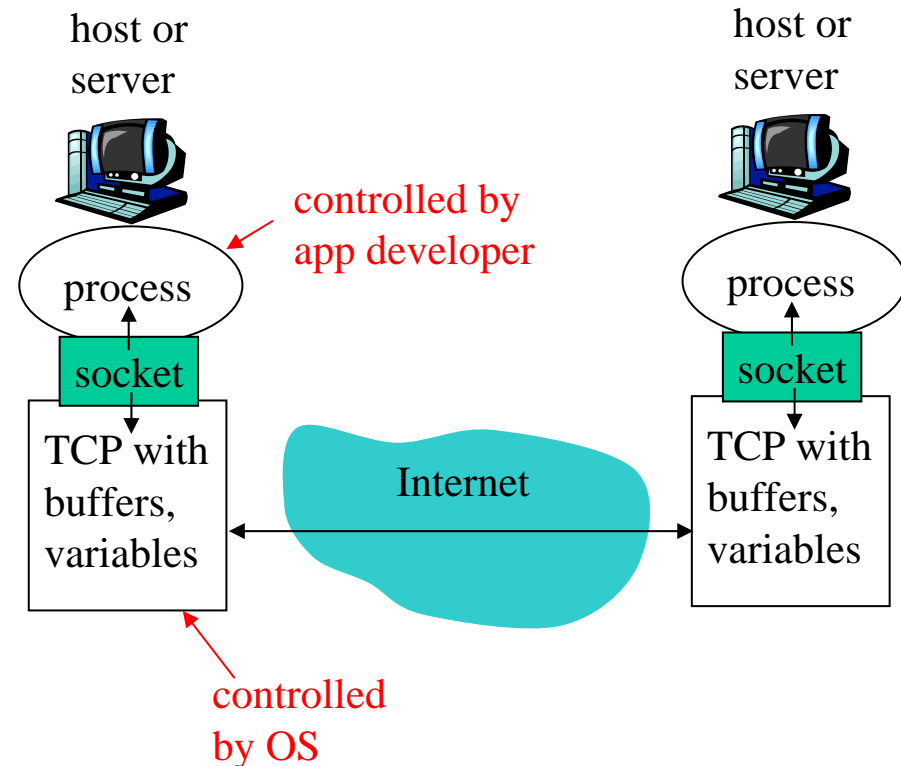 host or
server
host or
server
controlled by
app developer
process
process
socket
socket
TCP with
buffers,
variables
Internet
TCP with
buffers,
variables
controlled
by OS